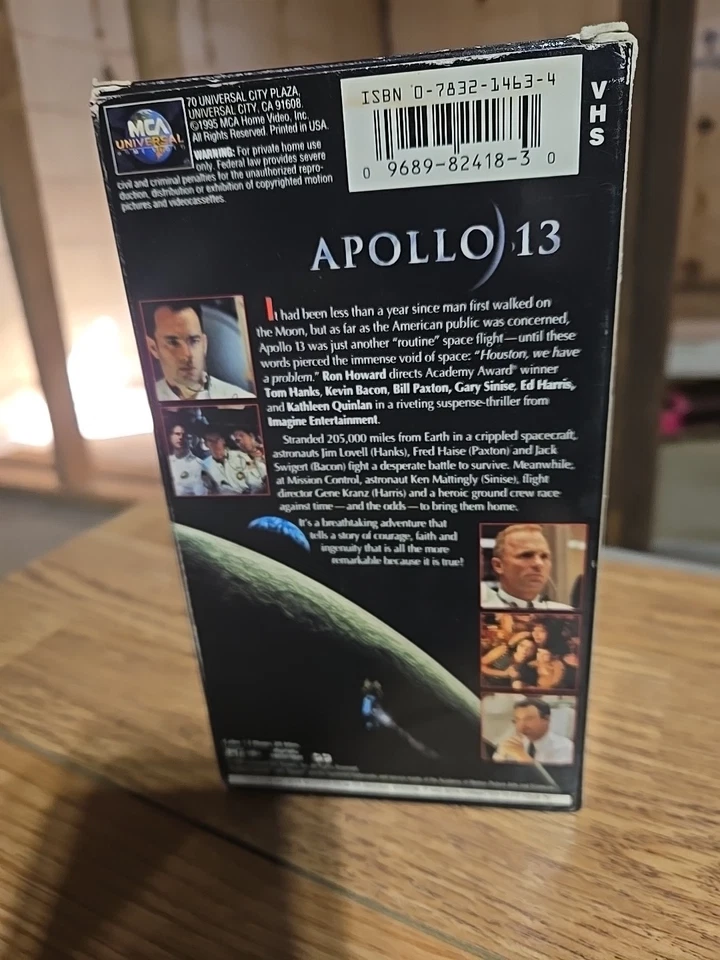 MCA
UNIVERSAL
70 UNIVERSAL CITY PLAZA,
UNIVERSAL CITY, CA 91608.
©1995 MCA Home Video, Inc.
All Rights Reserved. Printed in USA.
WARNING: For private home use
only. Federal law provides severe
civil and criminal penalties for the unauthorized repro-
duction, distribution or exhibition of copyrighted motion
pictures and videocassettes.
ISBN 0-7832-1463-4
0 9689-82418-3 0
VHS
APOLLO 13
It had been less than a year since man first walked on
the Moon, but as far as the American public was concerned,
Apollo 13 was just another “routine” space flight—until these
words pierced the immense void of space: “Houston, we have
a problem.” Ron Howard directs Academy Award® winner
Tom Hanks, Kevin Bacon, Bill Paxton, Gary Sinise, Ed Harris,
and Kathleen Quinlan in a riveting suspense-thriller from
Imagine Entertainment.
Stranded 205,000 miles from Earth in a crippled spacecraft,
astronauts Jim Lovell (Hanks), Fred Haise (Paxton) and Jack
Swigert (Bacon) fight a desperate battle to survive. Meanwhile,
at Mission Control, astronaut Ken Mattingly (Sinise), flight
director Gene Kranz (Harris) and a heroic ground crew race
against time—and the odds—to bring them home.
It's a breathtaking adventure that
tells a story of courage, faith and
ingenuity that is all the more
remarkable because it is true!